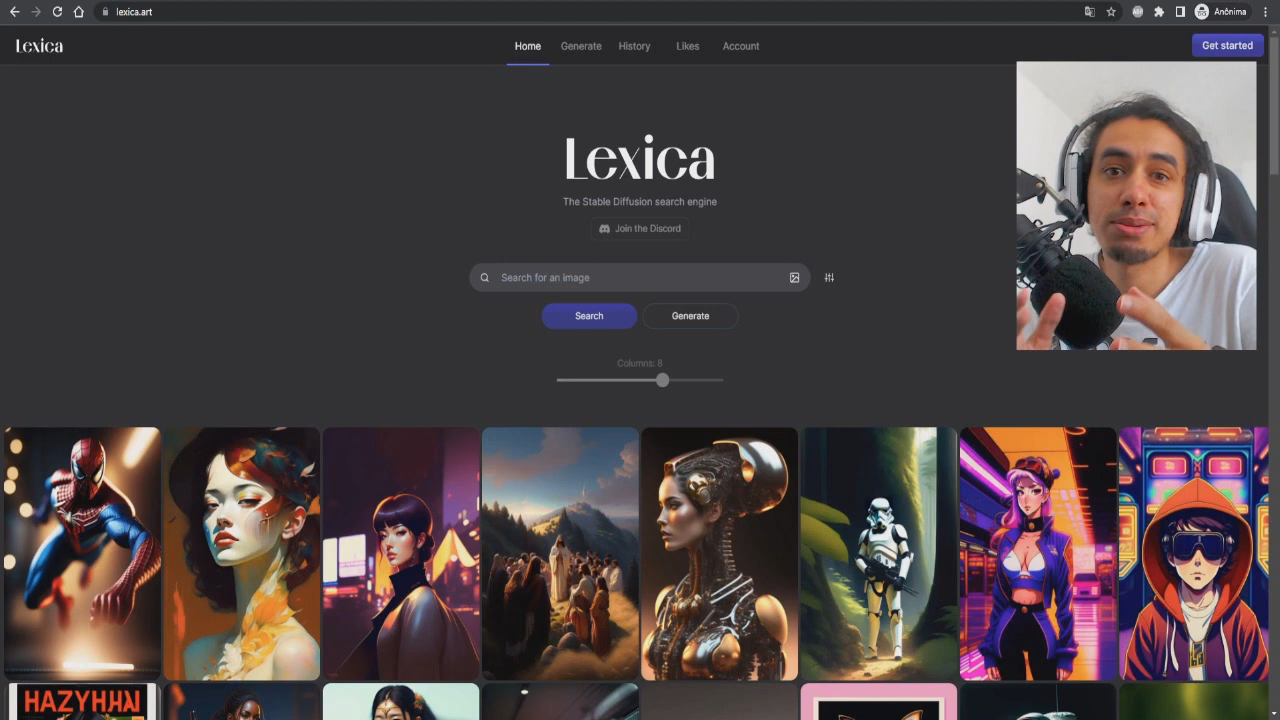 lexica.art
Anônima
Lexica
Home
Generate
History
Likes
Account
Get started
Lexica
The Stable Diffusion search engine
Join the Discord
Search for an image
Search
Generate
Columns: 8